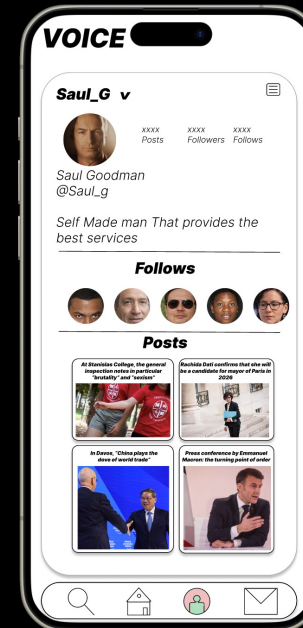 VOICE
Saul_G v
xxxx xxxx xxxx
Posts Followers Follows
Saul Goodman
@Saul_g
Self Made man That provides the
best services
Follows
Posts
At Stanislas College, the general
inspection notes in particular
"brutality" and "sexism"
Rachida Dati confirms that she will
be a candidate for mayor of Paris in
2026
In Davos, "China plays the
dove of world trade"
Press conference by Emmanuel
Macron: the turning point of order